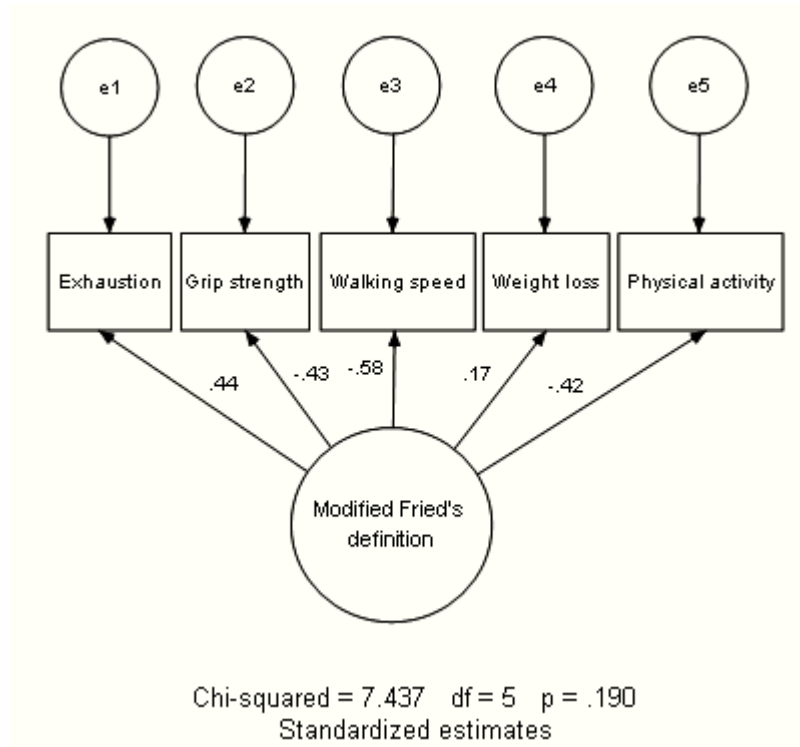 e1
e2
e3
e4
e5
Exhaustion
Grip strength
Walking speed
Weight loss
Physical activity
.44
-.43
-.58
.17
-.42
Modified Fried's
definition
Chi-squared = 7.437 df = 5 p = .190
Standardized estimates